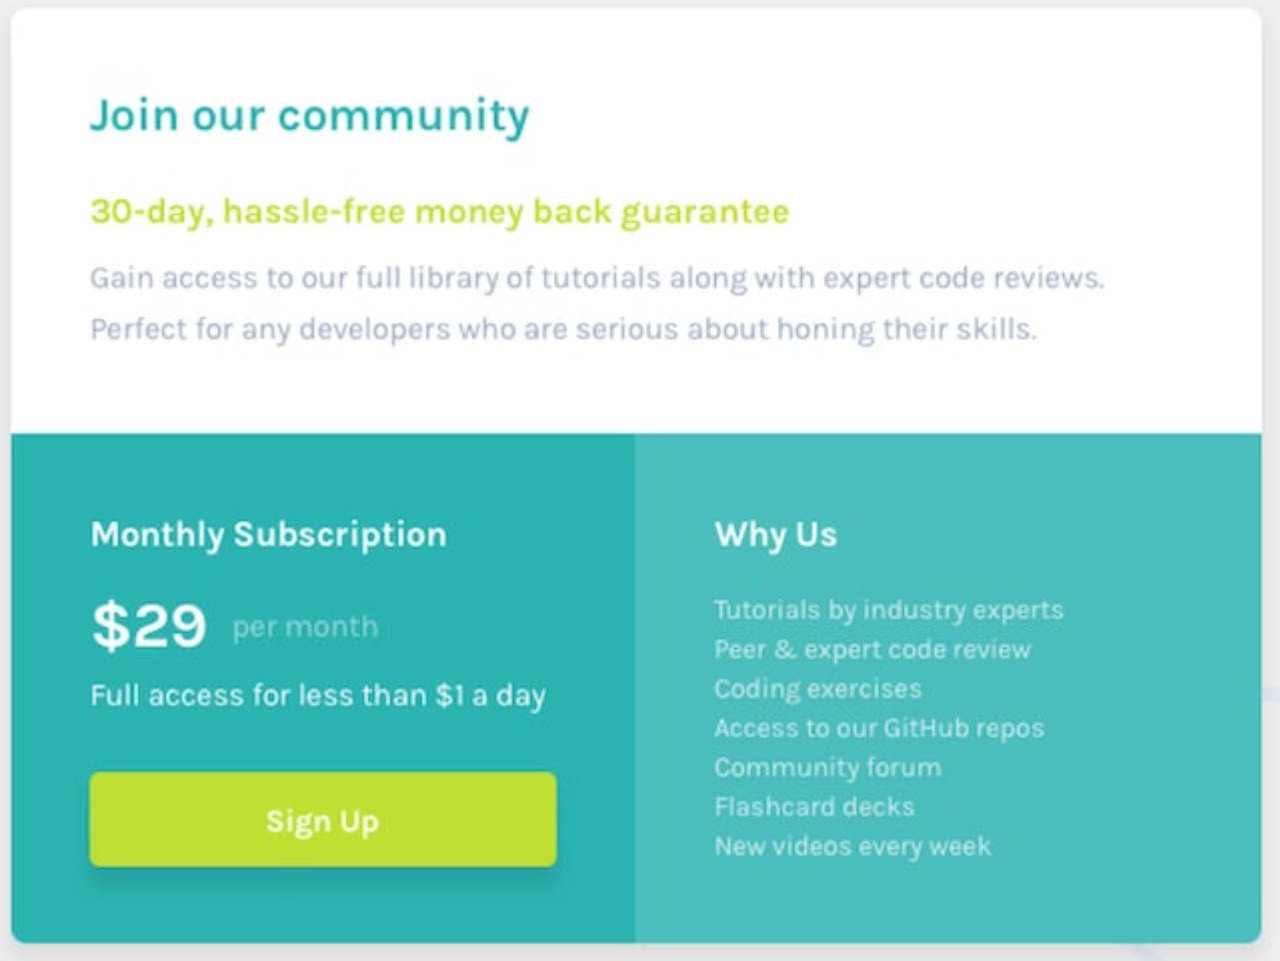 Join our community
30-day, hassle-free money back guarantee
Gain access to our full library of tutorials along with expert code reviews.
Perfect for any developers who are serious about honing their skills.
Monthly Subscription
$29 per month
Full access for less than $1 a day
Sign Up
Why Us
Tutorials by industry experts
Peer & expert code review
Coding exercises
Access to our GitHub repos
Community forum
Flashcard decks
New videos every week